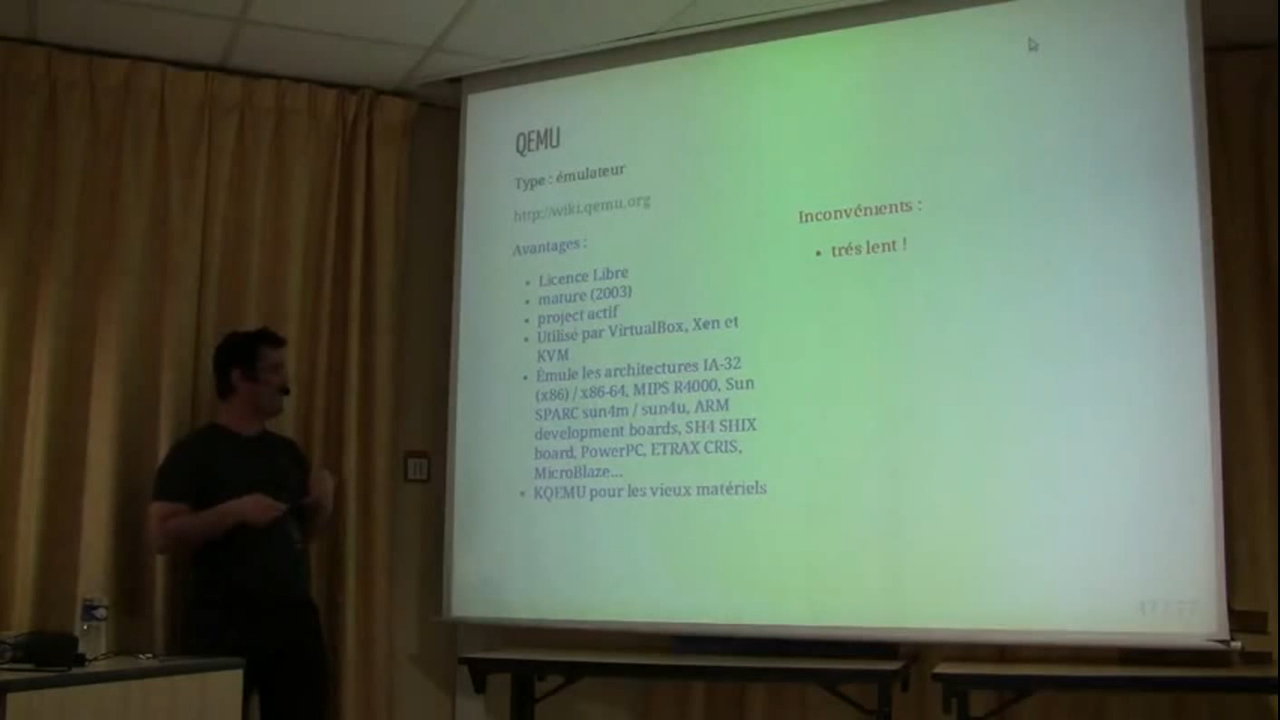 QEMU
Type : émulateur
http://wiki.qemu.org
Avantages :
• Licence Libre
• mature (2003)
• project actif
• Utilisé par VirtualBox, Xen et
KVM
• Émule les architectures IA-32
(x86) / x86-64, MIPS R4000, Sun
SPARC sun4m / sun4u, ARM
development boards, SH4 SHIX
board, PowerPC, ETRAX CRIS,
MicroBlaze...
• KQEMU pour les vieux matériels
Inconvénients :
• trés lent !